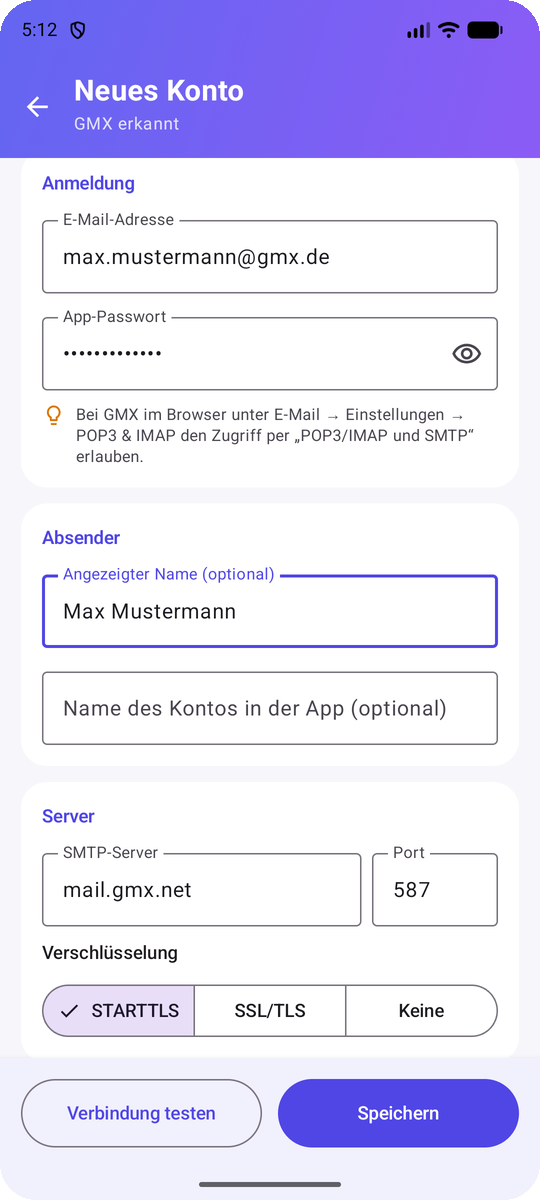 5:12
Neues Konto
GMX erkannt
Anmeldung
E-Mail-Adresse
max.mustermann@gmx.de
App-Passwort
•••••••••••••
Bei GMX im Browser unter E-Mail → Einstellungen →
POP3 & IMAP den Zugriff per „POP3/IMAP und SMTP“
erlauben.
Absender
Angezeigter Name (optional)
Max Mustermann
Name des Kontos in der App (optional)
Server
SMTP-Server
mail.gmx.net
Port
587
Verschlüsselung
STARTTLS
SSL/TLS
Keine
Verbindung testen
Speichern